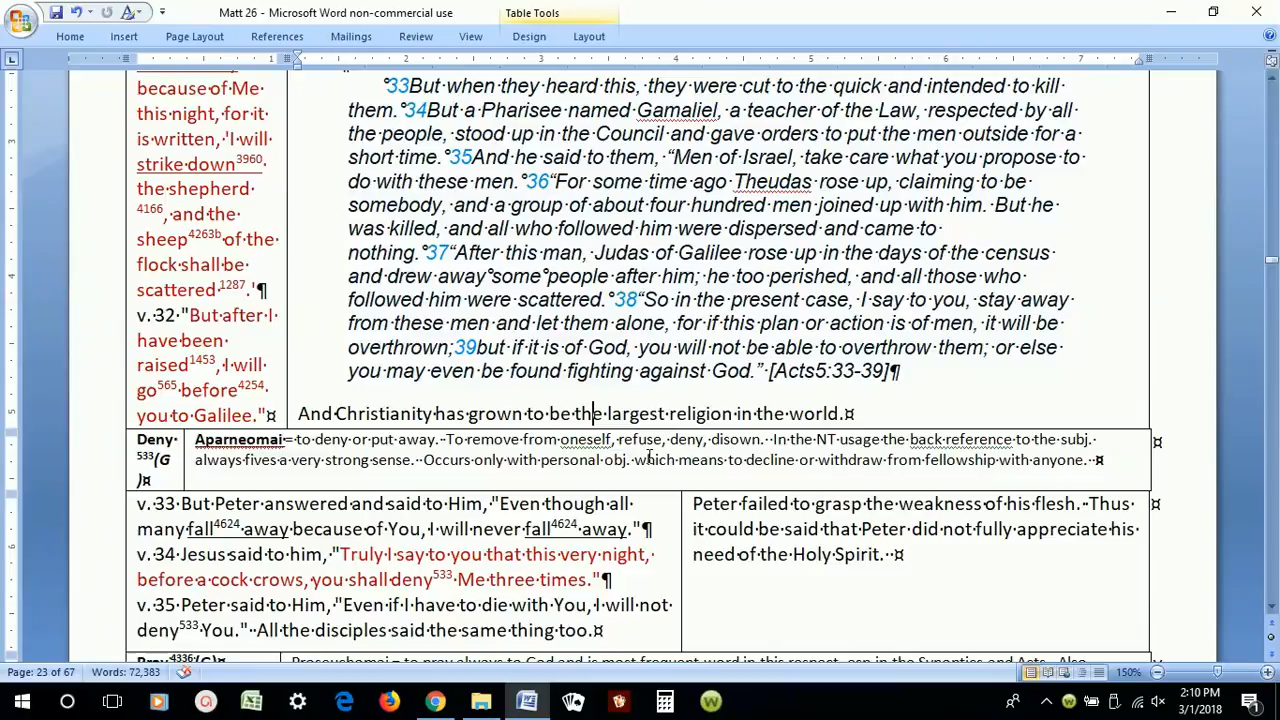 Matt 26 - Microsoft Word non-commercial use
Table Tools
Home Insert Page Layout References Mailings Review View Design Layout
because of Me
this night, for it
is written, 'I will
strike down3960
the shepherd
4166, and the
sheep4263b of the
flock shall be
scattered 1287.'¶
v. 32 "But after I
have been
raised1453, I will
go565 before4254
you to Galilee."¤
33But when they heard this, they were cut to the quick and intended to kill
them. 34But a Pharisee named Gamaliel, a teacher of the Law, respected by all
the people, stood up in the Council and gave orders to put the men outside for a
short time. 35And he said to them, “Men of Israel, take care what you propose to
do with these men. 36“For some time ago Theudas rose up, claiming to be
somebody, and a group of about four hundred men joined up with him. But he
was killed, and all who followed him were dispersed and came to
nothing. 37“After this man, Judas of Galilee rose up in the days of the census
and drew away some people after him; he too perished, and all those who
followed him were scattered. 38“So in the present case, I say to you, stay away
from these men and let them alone, for if this plan or action is of men, it will be
overthrown;39but if it is of God, you will not be able to overthrow them; or else
you may even be found fighting against God.” [Acts5:33-39]¶
And Christianity has grown to be the largest religion in the world.¤
Deny
533(G
)¤
Aparneomai = to deny or put away. To remove from oneself, refuse, deny, disown. In the NT usage the back reference to the subj.
always fives a very strong sense. Occurs only with personal obj. which means to decline or withdraw from fellowship with anyone. ¤
v. 33 But Peter answered and said to Him, "Even though all
many fall4624 away because of You, I will never fall4624 away."¶
v. 34 Jesus said to him, "Truly I say to you that this very night,
before a cock crows, you shall deny533 Me three times."¶
v. 35 Peter said to Him, "Even if I have to die with You, I will not
deny533 You." All the disciples said the same thing too.¤
Peter failed to grasp the weakness of his flesh. Thus
it could be said that Peter did not fully appreciate his
need of the Holy Spirit. ¤
Page: 23 of 67 Words: 72,383 150%
2:10 PM
3/1/2018